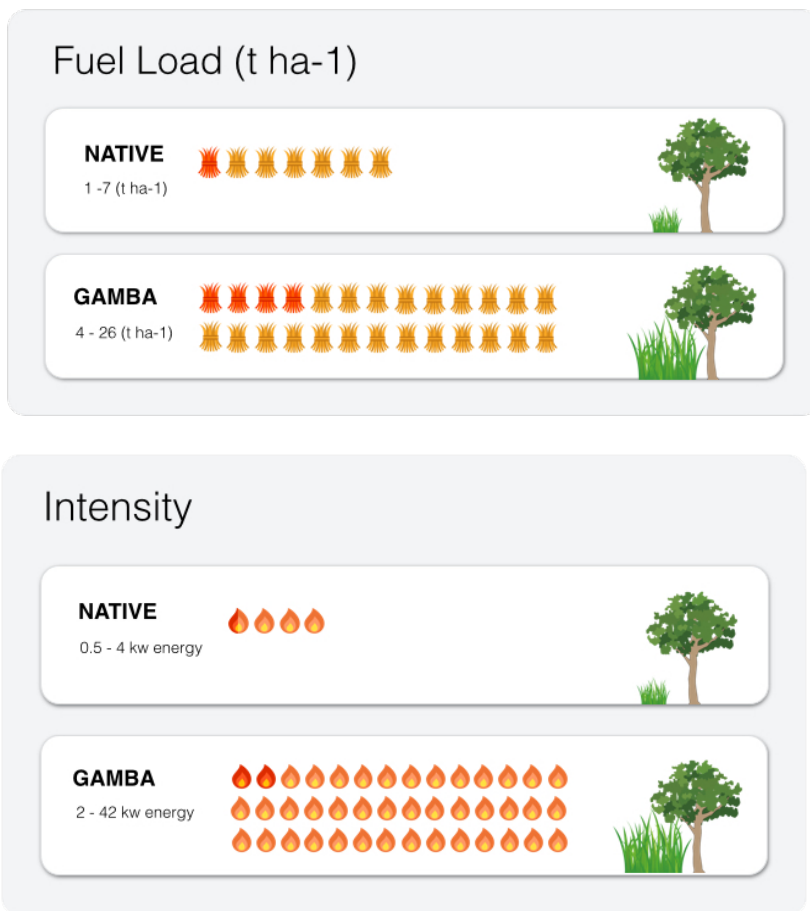 Fuel Load (t ha-1)
NATIVE
1 -7 (t ha-1)
GAMBA
4 - 26 (t ha-1)
Intensity
NATIVE
0.5 - 4 kw energy
GAMBA
2 - 42 kw energy